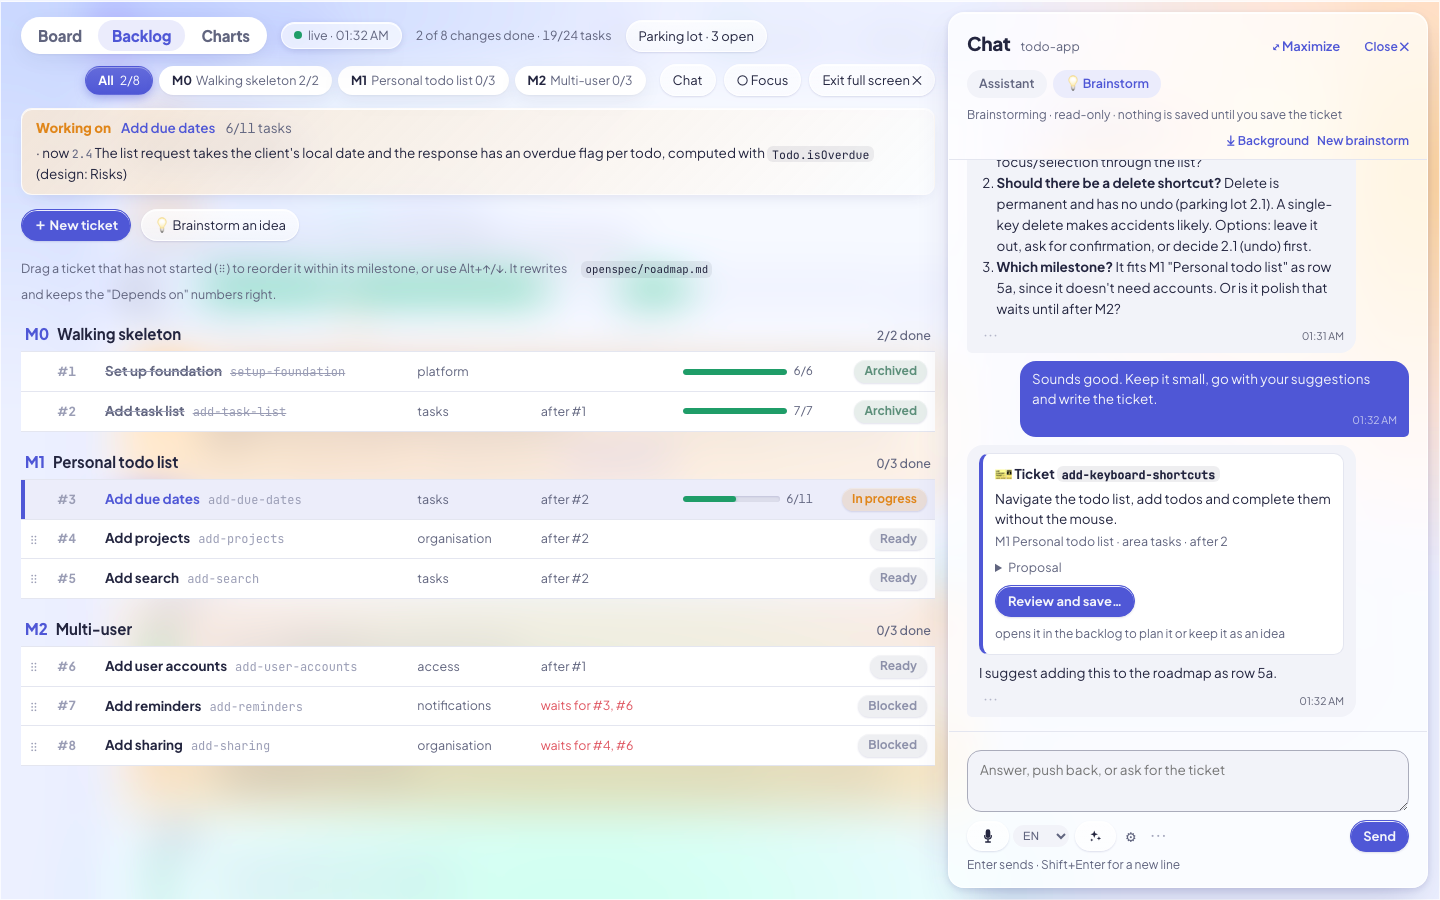 Board Backlog Charts live · 01:32 AM 2 of 8 changes done · 19/24 tasks Parking lot · 3 open
All 2/8 M0 Walking skeleton 2/2 M1 Personal todo list 0/3 M2 Multi-user 0/3 Chat Focus Exit full screen
Working on Add due dates 6/11 tasks
· now 2.4 The list request takes the client's local date and the response has an overdue flag per todo, computed with Todo.isOverdue
(design: Risks)
+ New ticket Brainstorm an idea
Drag a ticket that has not started (⠿) to reorder it within its milestone, or use Alt+↑/↓. It rewrites openspec/roadmap.md
and keeps the "Depends on" numbers right.
M0 Walking skeleton 2/2 done
#1 Set up foundation setup-foundation platform 6/6 Archived
#2 Add task list add-task-list tasks after #1 7/7 Archived
M1 Personal todo list 0/3 done
#3 Add due dates add-due-dates tasks after #2 6/11 In progress
#4 Add projects add-projects organisation after #2 Ready
#5 Add search add-search tasks after #2 Ready
M2 Multi-user 0/3 done
#6 Add user accounts add-user-accounts access after #1 Ready
#7 Add reminders add-reminders notifications waits for #3, #6 Blocked
#8 Add sharing add-sharing organisation waits for #4, #6 Blocked
Chat todo-app Maximize Close
Assistant Brainstorm
Brainstorming · read-only · nothing is saved until you save the ticket
Background New brainstorm
focus/selection through the list?
2. Should there be a delete shortcut? Delete is
permanent and has no undo (parking lot 2.1). A single-
key delete makes accidents likely. Options: leave it
out, ask for confirmation, or decide 2.1 (undo) first.
3. Which milestone? It fits M1 "Personal todo list" as row
5a, since it doesn't need accounts. Or is it polish that
waits until after M2?
··· 01:31 AM
Sounds good. Keep it small, go with your suggestions
and write the ticket.
01:32 AM
Ticket add-keyboard-shortcuts
Navigate the todo list, add todos and complete them
without the mouse.
M1 Personal todo list · area tasks · after 2
Proposal
Review and save…
opens it in the backlog to plan it or keep it as an idea
I suggest adding this to the roadmap as row 5a.
··· 01:32 AM
Answer, push back, or ask for the ticket
EN ··· Send
Enter sends · Shift+Enter for a new line